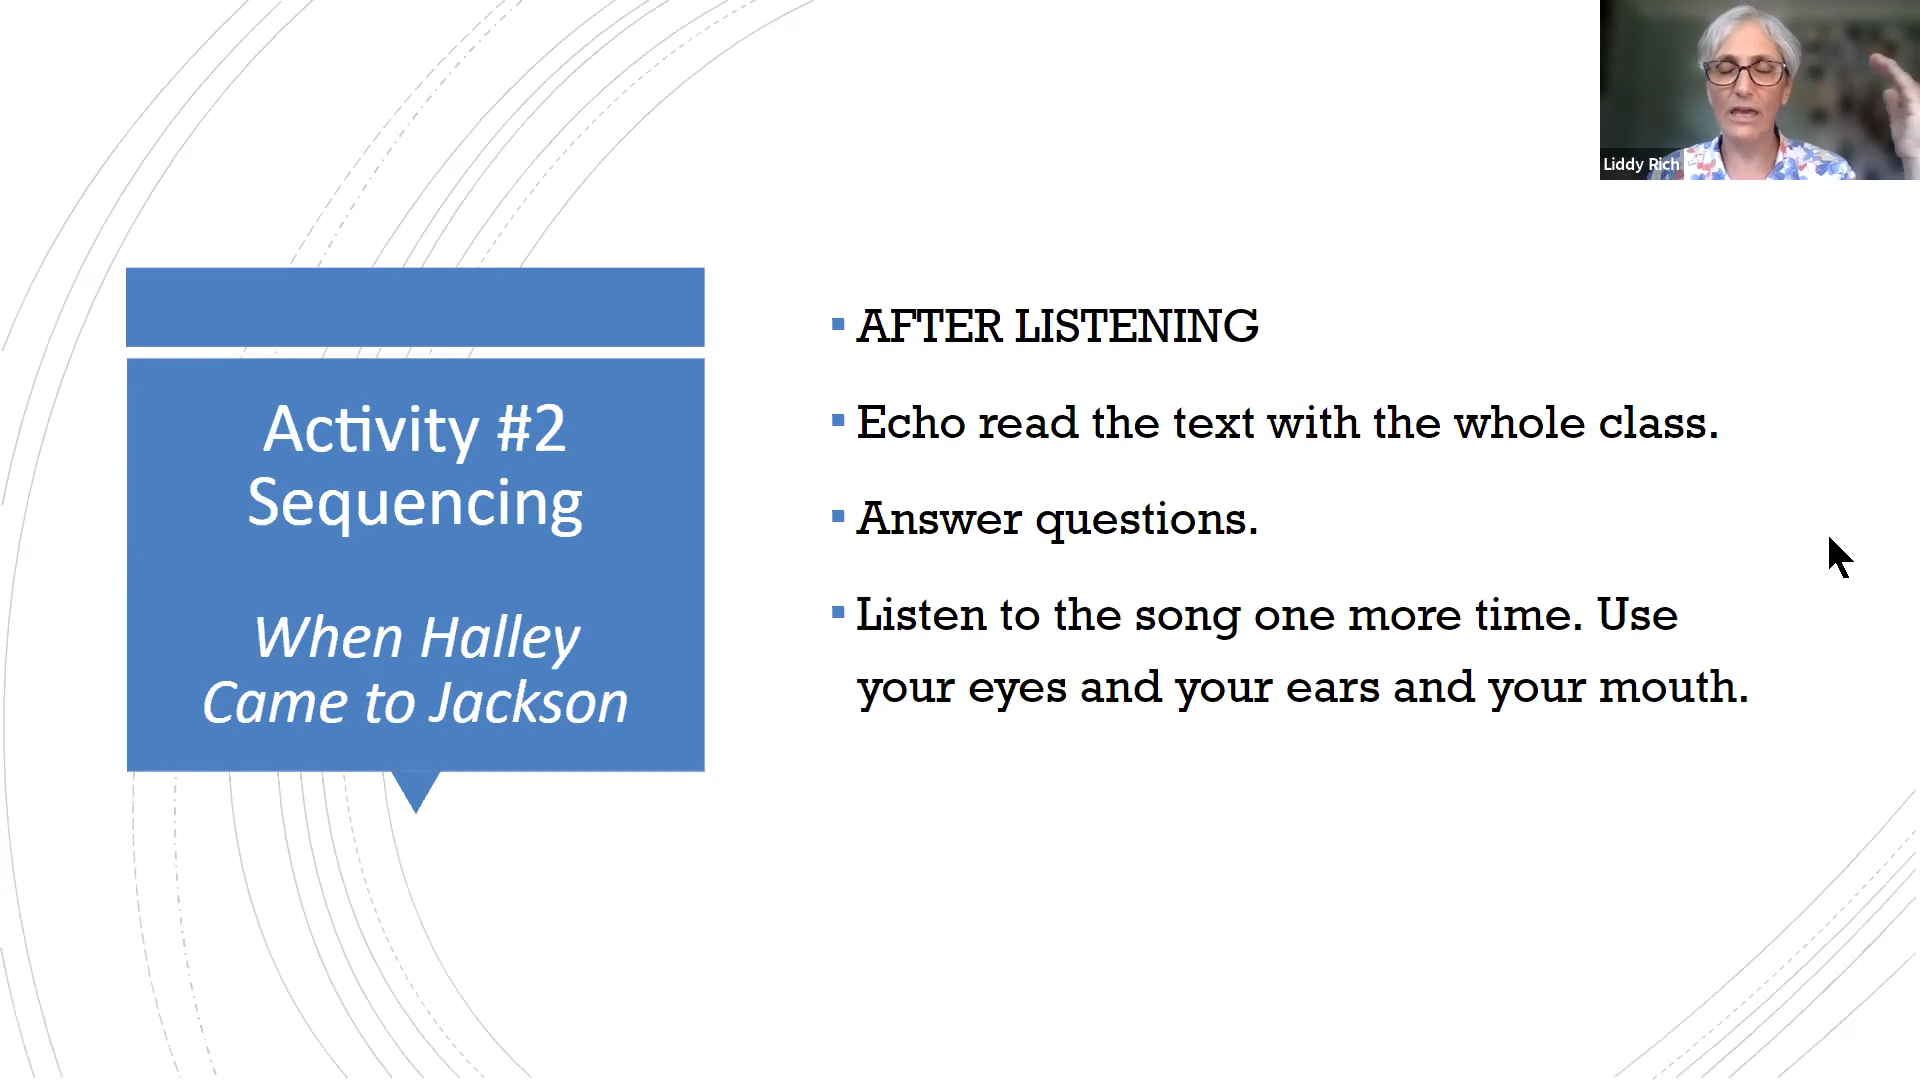 Liddy Rich
Activity #2
Sequencing
When Halley
Came to Jackson
AFTER LISTENING
Echo read the text with the whole class.
Answer questions.
Listen to the song one more time. Use
your eyes and your ears and your mouth.